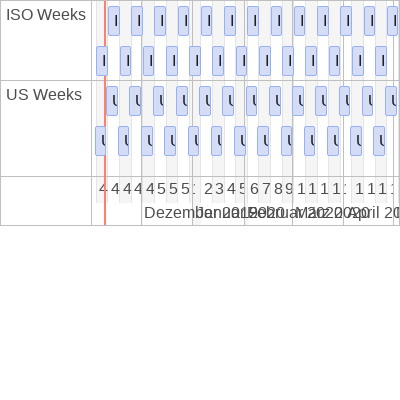 ISO Weeks
I I I I I I I I I I I I I
I I I I I I I I I I I I I
US Weeks
4 4 4 4 4 5 5 5 1 2 3 4 5 6 7 8 9 1 1 1 1 1 1 1 1
Dezember 2019 Januar 2020 Februar 2020 März 2020 April 20